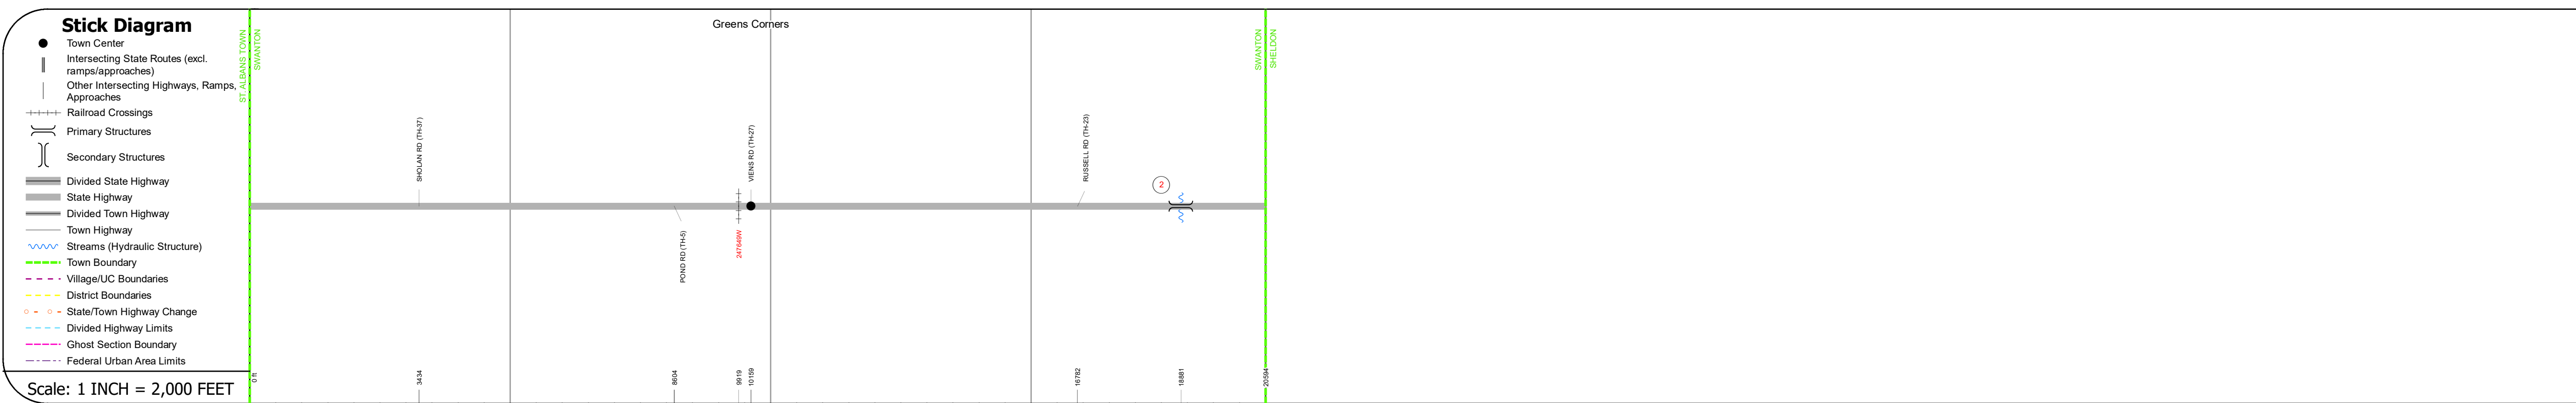 Stick Diagram
Town Center
Intersecting State Routes (excl.
ramps/approaches)
Other Intersecting Highways, Ramps,
Approaches
Railroad Crossings
Primary Structures
Secondary Structures
Divided State Highway
State Highway
Divided Town Highway
Town Highway
Streams (Hydraulic Structure)
Town Boundary
Village/UC Boundaries
District Boundaries
State/Town Highway Change
Divided Highway Limits
Ghost Section Boundary
Federal Urban Area Limits
Scale: 1 INCH = 2,000 FEET
ST. ALBANS TOWN
SWANTON
Greens Corners
SWANTON
SHELDON
SHOLAN RD (TH-37)
POND RD (TH-5)
247649W
VIENS RD (TH-27)
RUSSELL RD (TH-23)
2
0 ft
3434
8604
9919
10159
16782
18881
20594